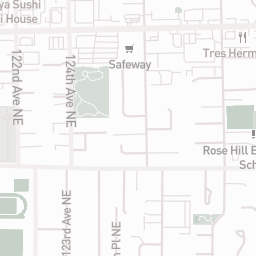 ya Sushi
i House
Safeway
Tres Herm
122nd Ave NE
124th Ave NE
Rose Hill E
Sch
123rd Ave NE
n Pl NE